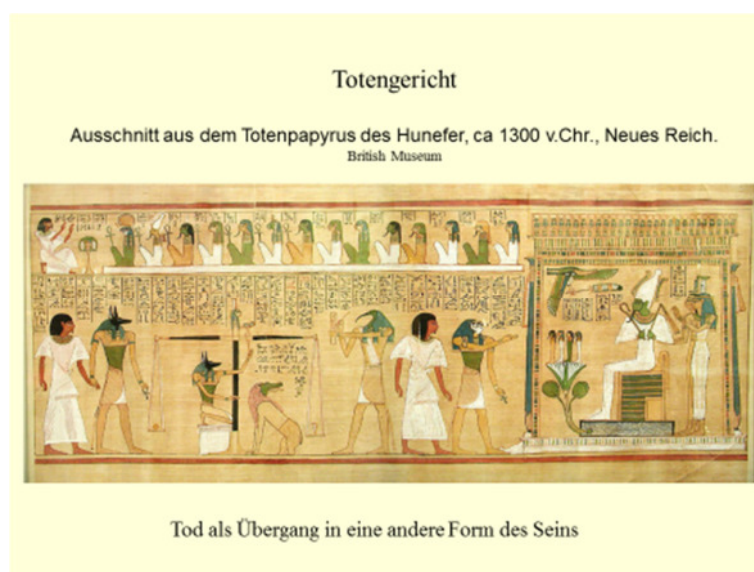 Totengericht
Ausschnitt aus dem Totenpapyrus des Hunefer, ca 1300 v.Chr., Neues Reich.
British Museum
Tod als Übergang in eine andere Form des Seins